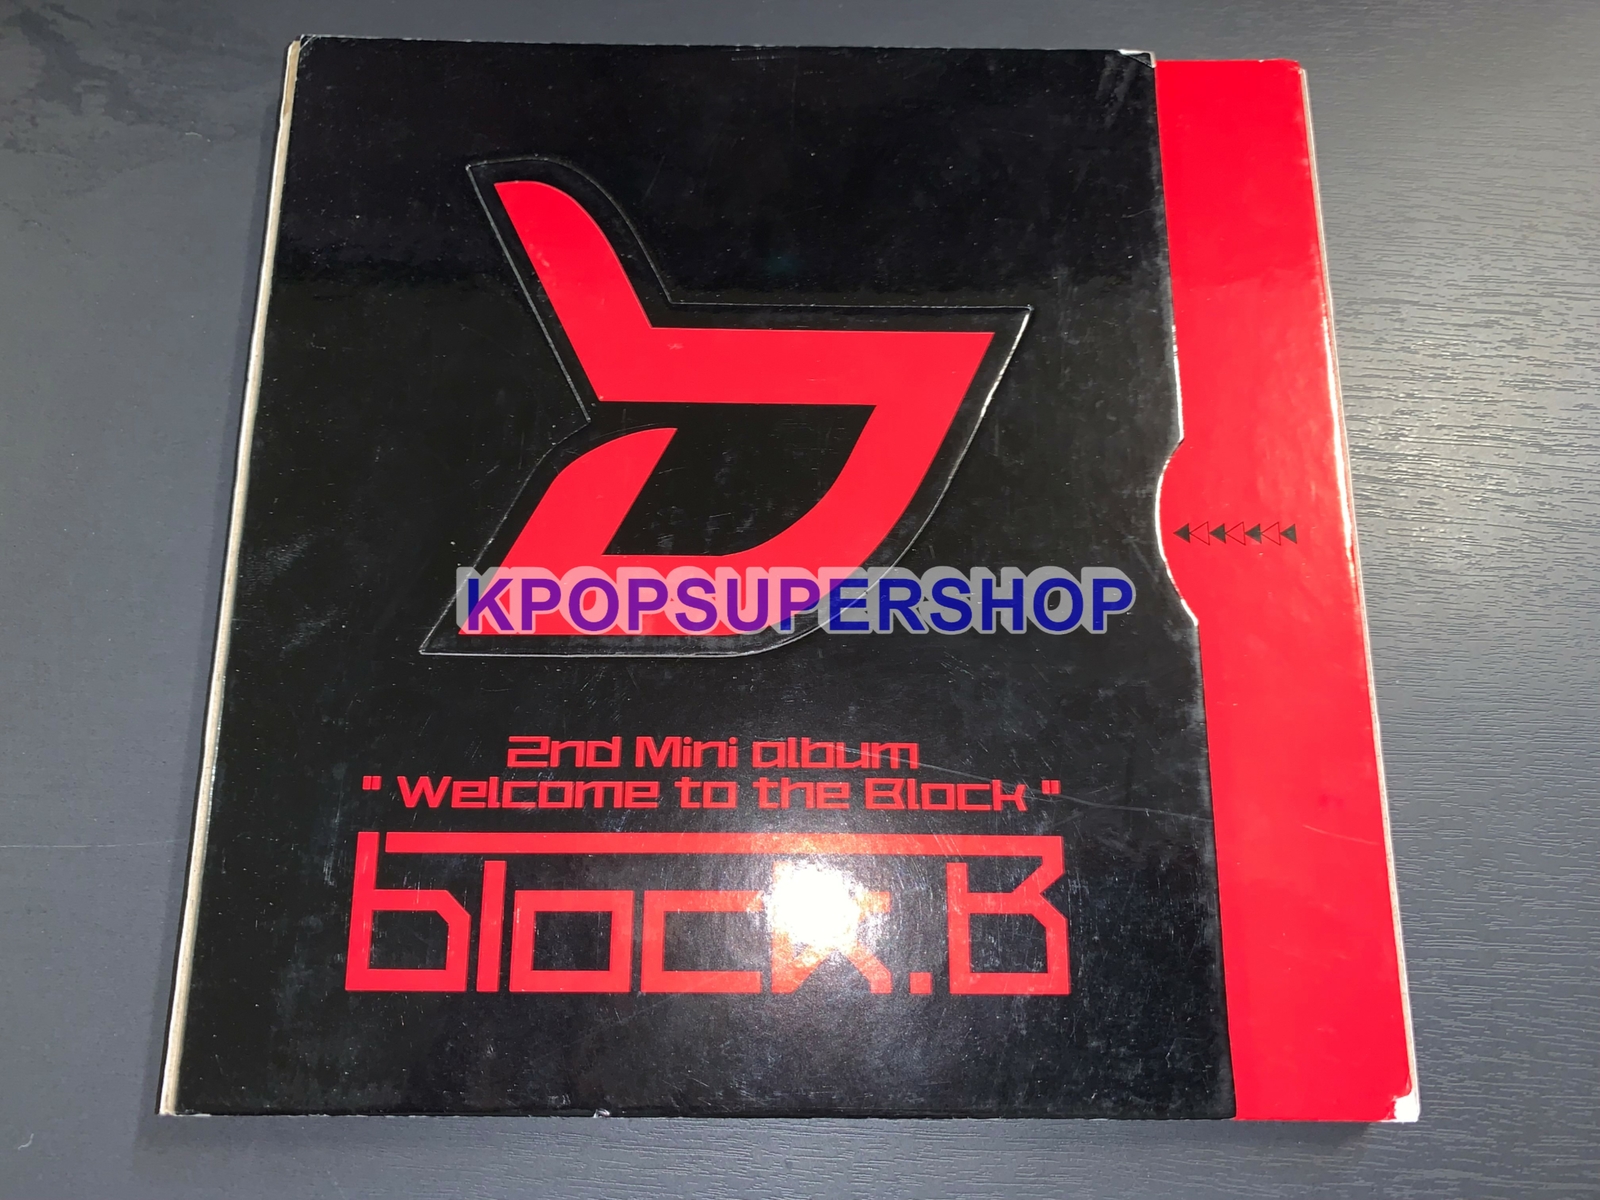 KPOPSUPERSHOP
2nd Mini album
" Welcome to the Block "
block.B